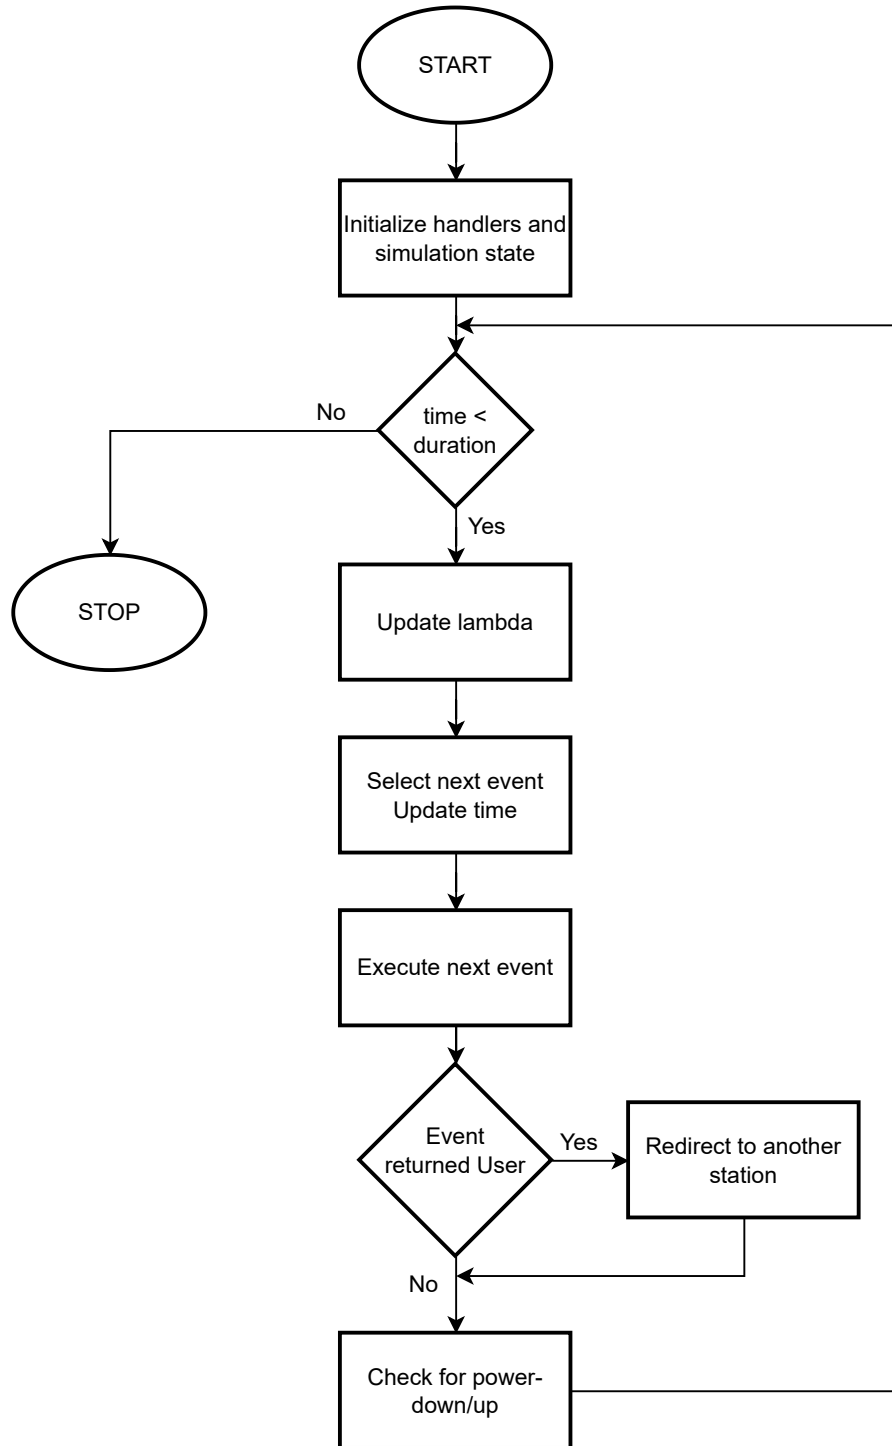 START
Initialize handlers and
simulation state
time <
duration
No
Yes
STOP
Update lambda
Select next event
Update time
Execute next event
Event
returned User
Yes
Redirect to another
station
No
Check for power-
down/up